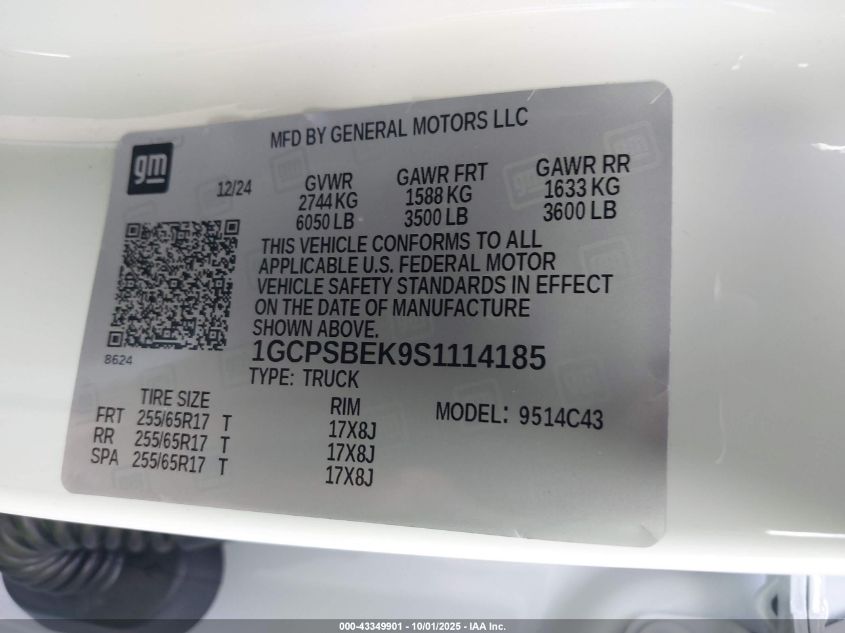 MFD BY GENERAL MOTORS LLC
gm
12/24
GVWR GAWR FRT GAWR RR
2744 KG 1588 KG 1633 KG
6050 LB 3500 LB 3600 LB
THIS VEHICLE CONFORMS TO ALL
APPLICABLE U.S. FEDERAL MOTOR
VEHICLE SAFETY STANDARDS IN EFFECT
ON THE DATE OF MANUFACTURE
SHOWN ABOVE.
8624
1GCPSBEK9S1114185
TYPE: TRUCK
TIRE SIZE RIM MODEL: 9514C43
FRT 255/65R17 T 17X8J
RR 255/65R17 T 17X8J
SPA 255/65R17 T 17X8J
000-43349901 - 10/01/2025 - IAA Inc.